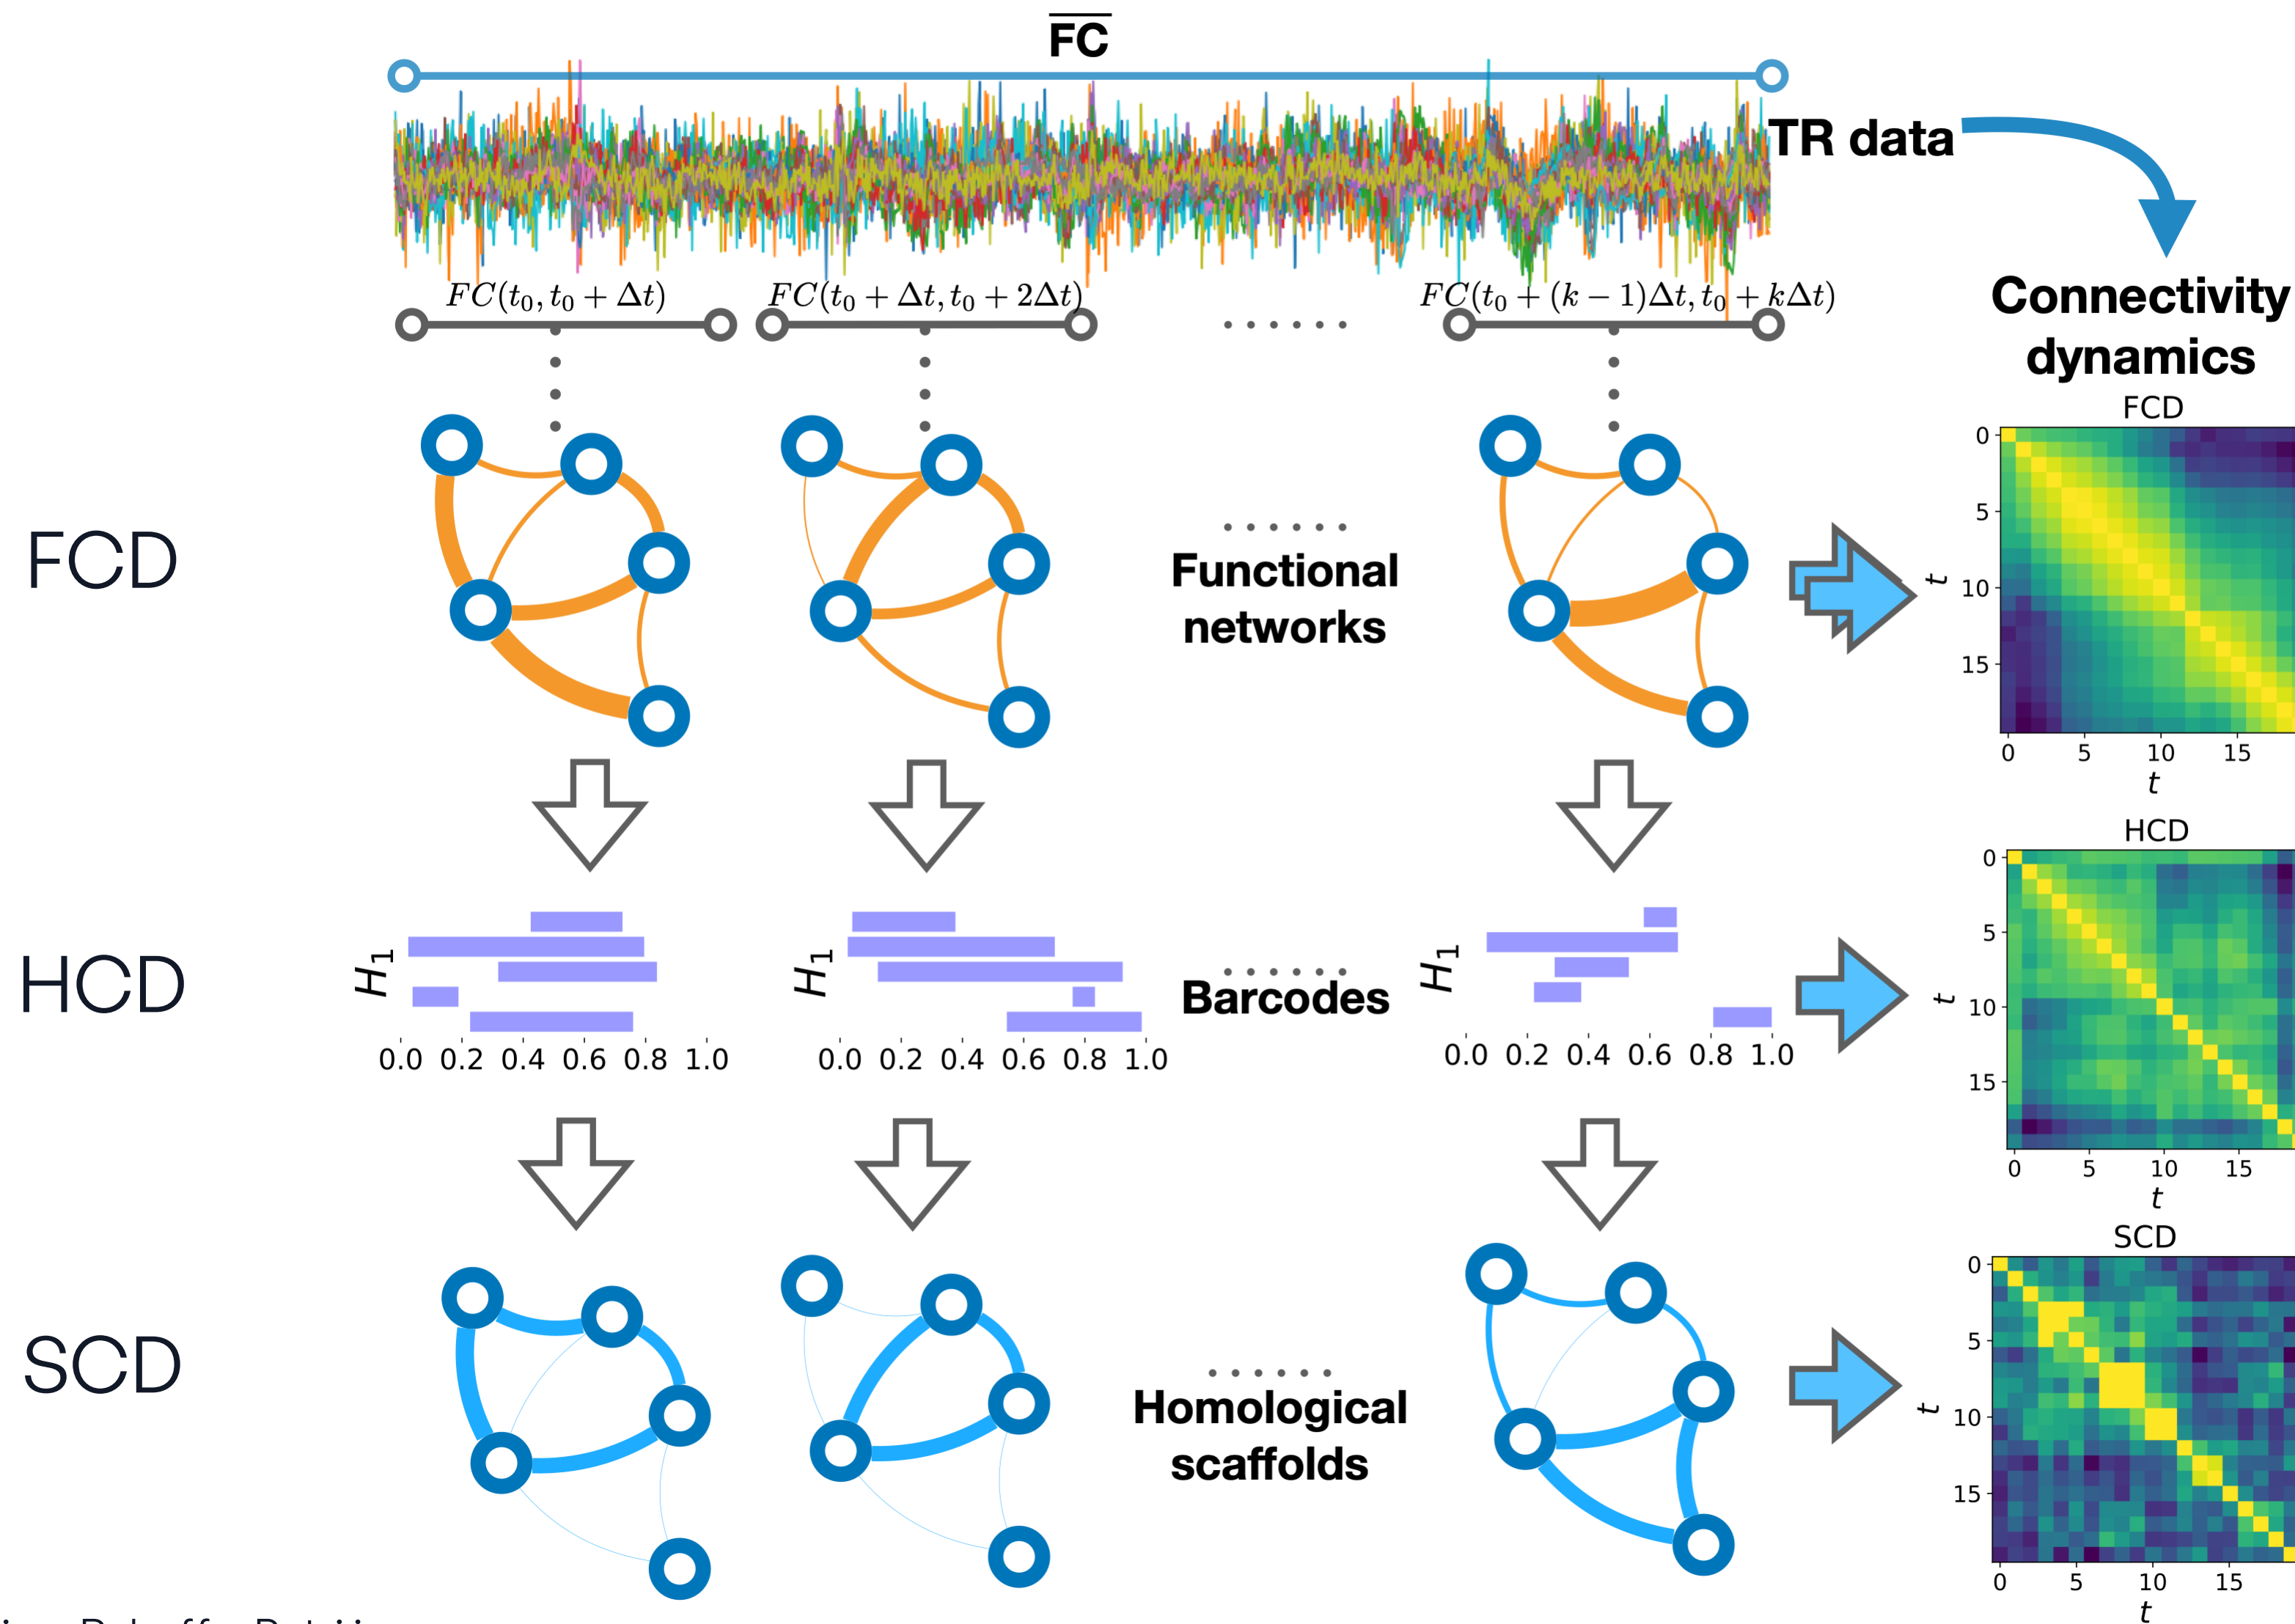 FC
TR data
FC(t₀, t₀ + Δt)
FC(t₀ + Δt, t₀ + 2Δt)
FC(t₀ + (k − 1)Δt, t₀ + kΔt)
Connectivity
dynamics
FCD
Functional
networks
FCD
0
5
10
15
t
0 5 10 15
t
HCD
H₁
0.0 0.2 0.4 0.6 0.8 1.0
H₁
0.0 0.2 0.4 0.6 0.8 1.0
Barcodes
H₁
0.0 0.2 0.4 0.6 0.8 1.0
HCD
0
5
10
15
t
0 5 10 15
t
SCD
Homological
scaffolds
SCD
0
5
10
15
t
0 5 10 15
t